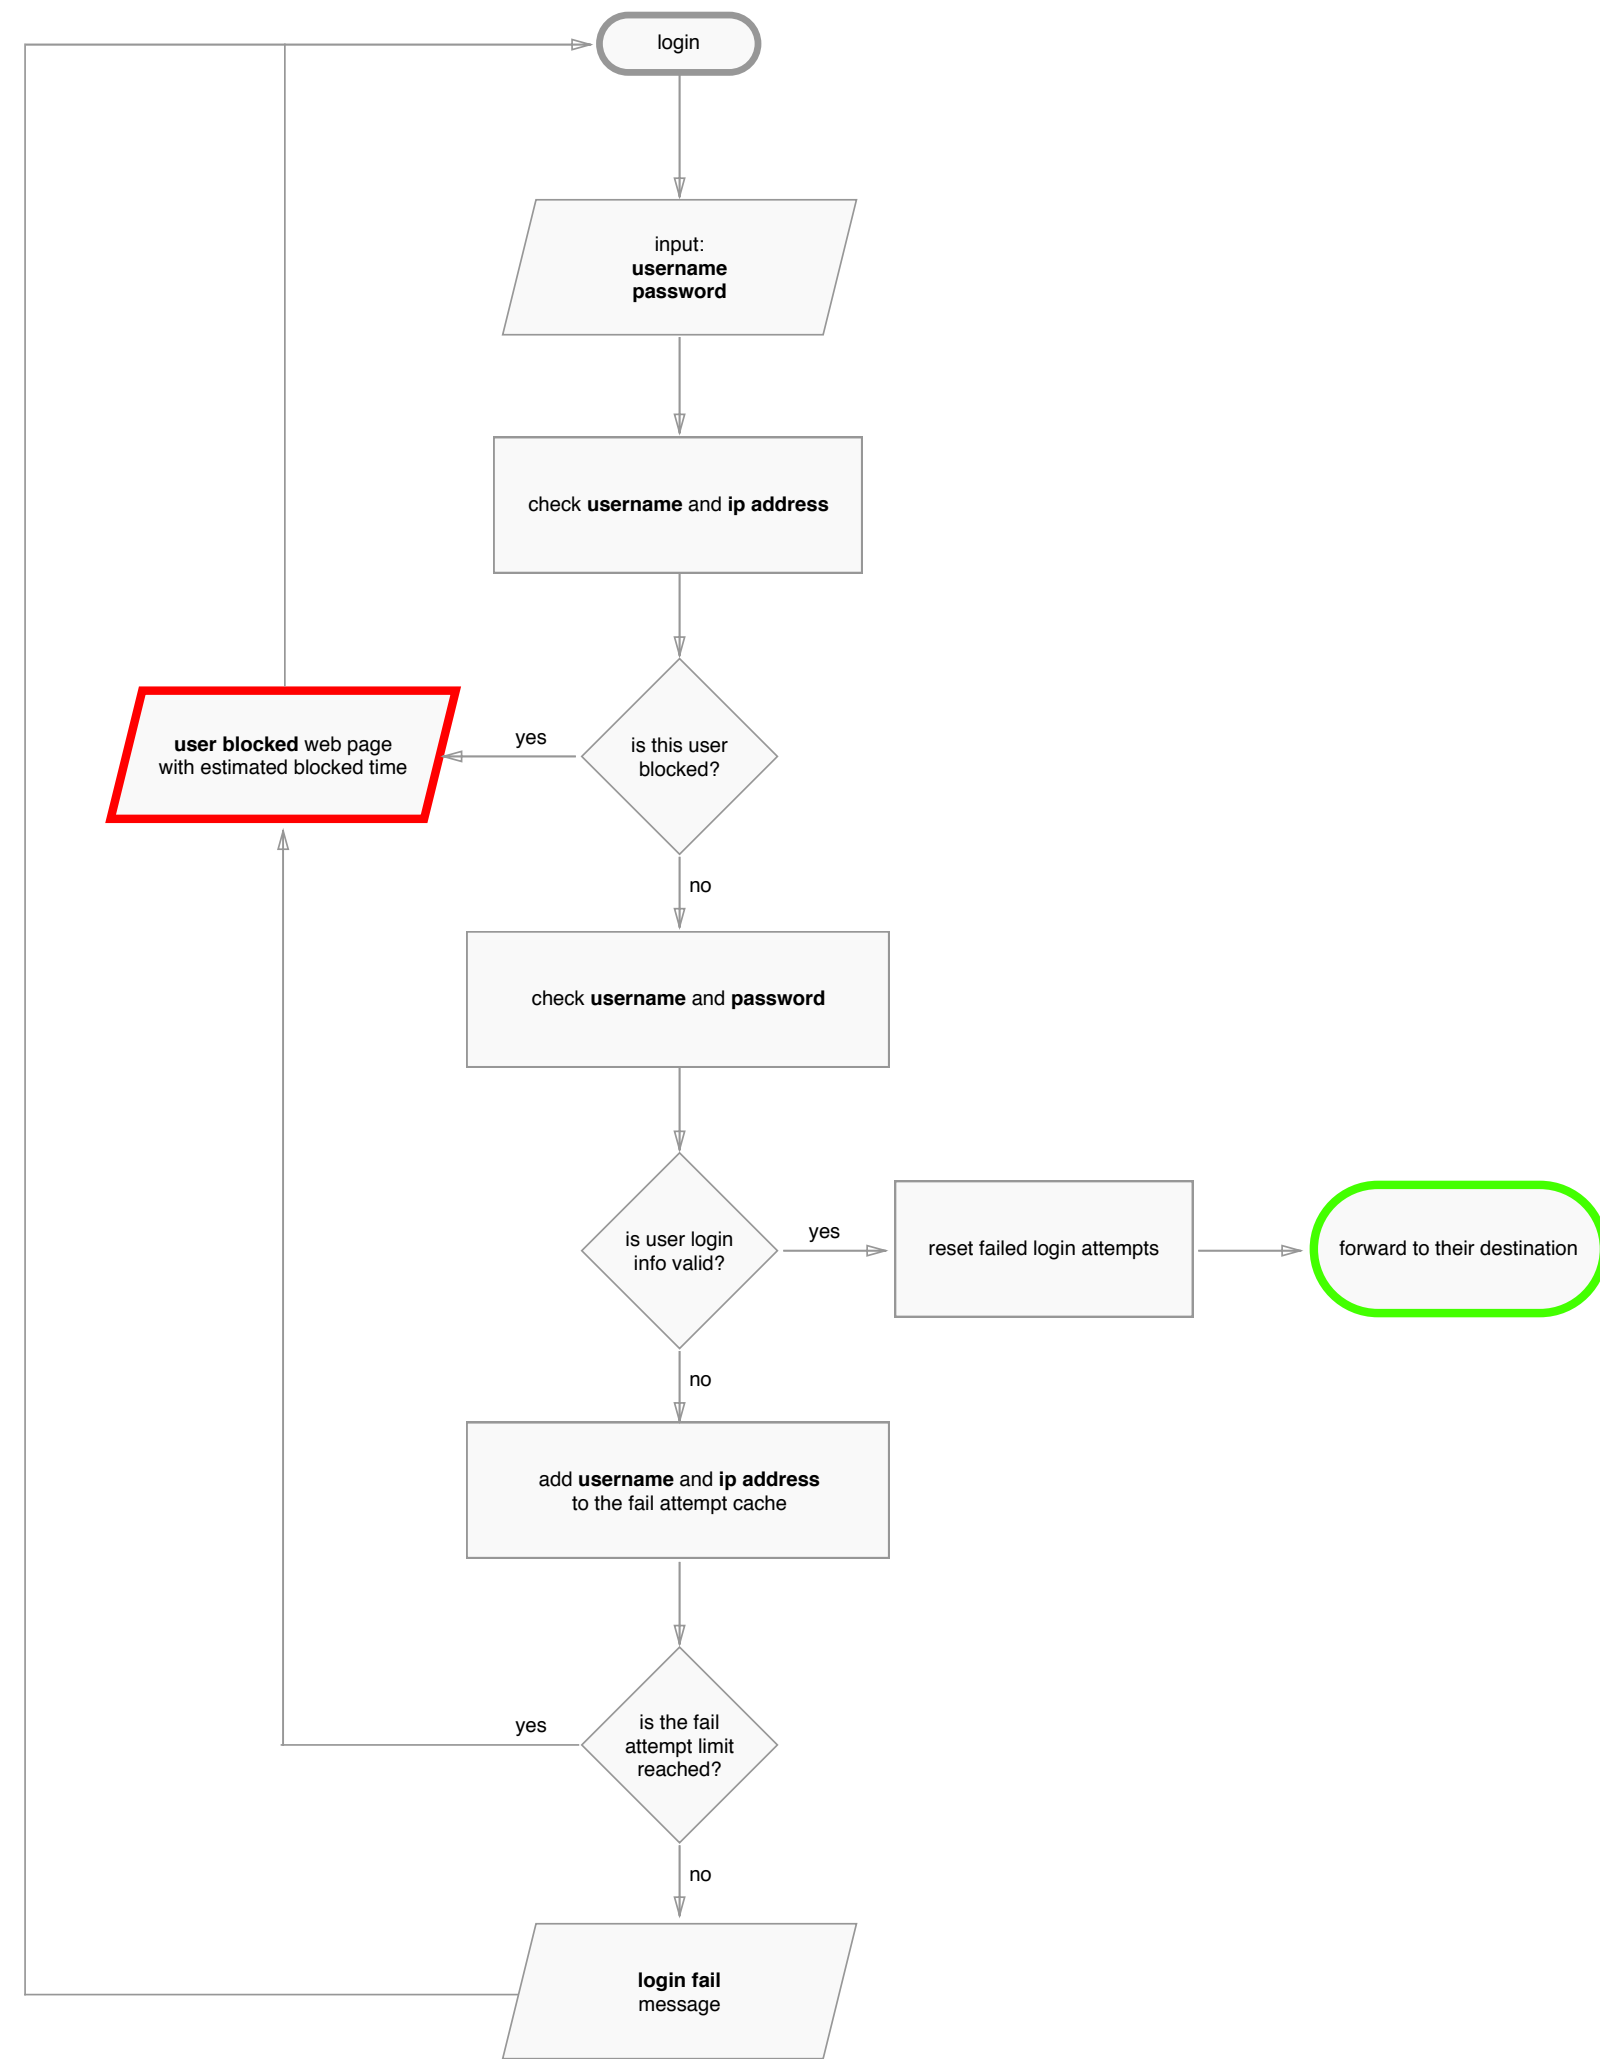 login
input:
username
password
check username and ip address
is this user
blocked?
yes
user blocked web page
with estimated blocked time
no
check username and password
is user login
info valid?
yes
reset failed login attempts
forward to their destination
no
add username and ip address
to the fail attempt cache
is the fail
attempt limit
reached?
yes
no
login fail
message